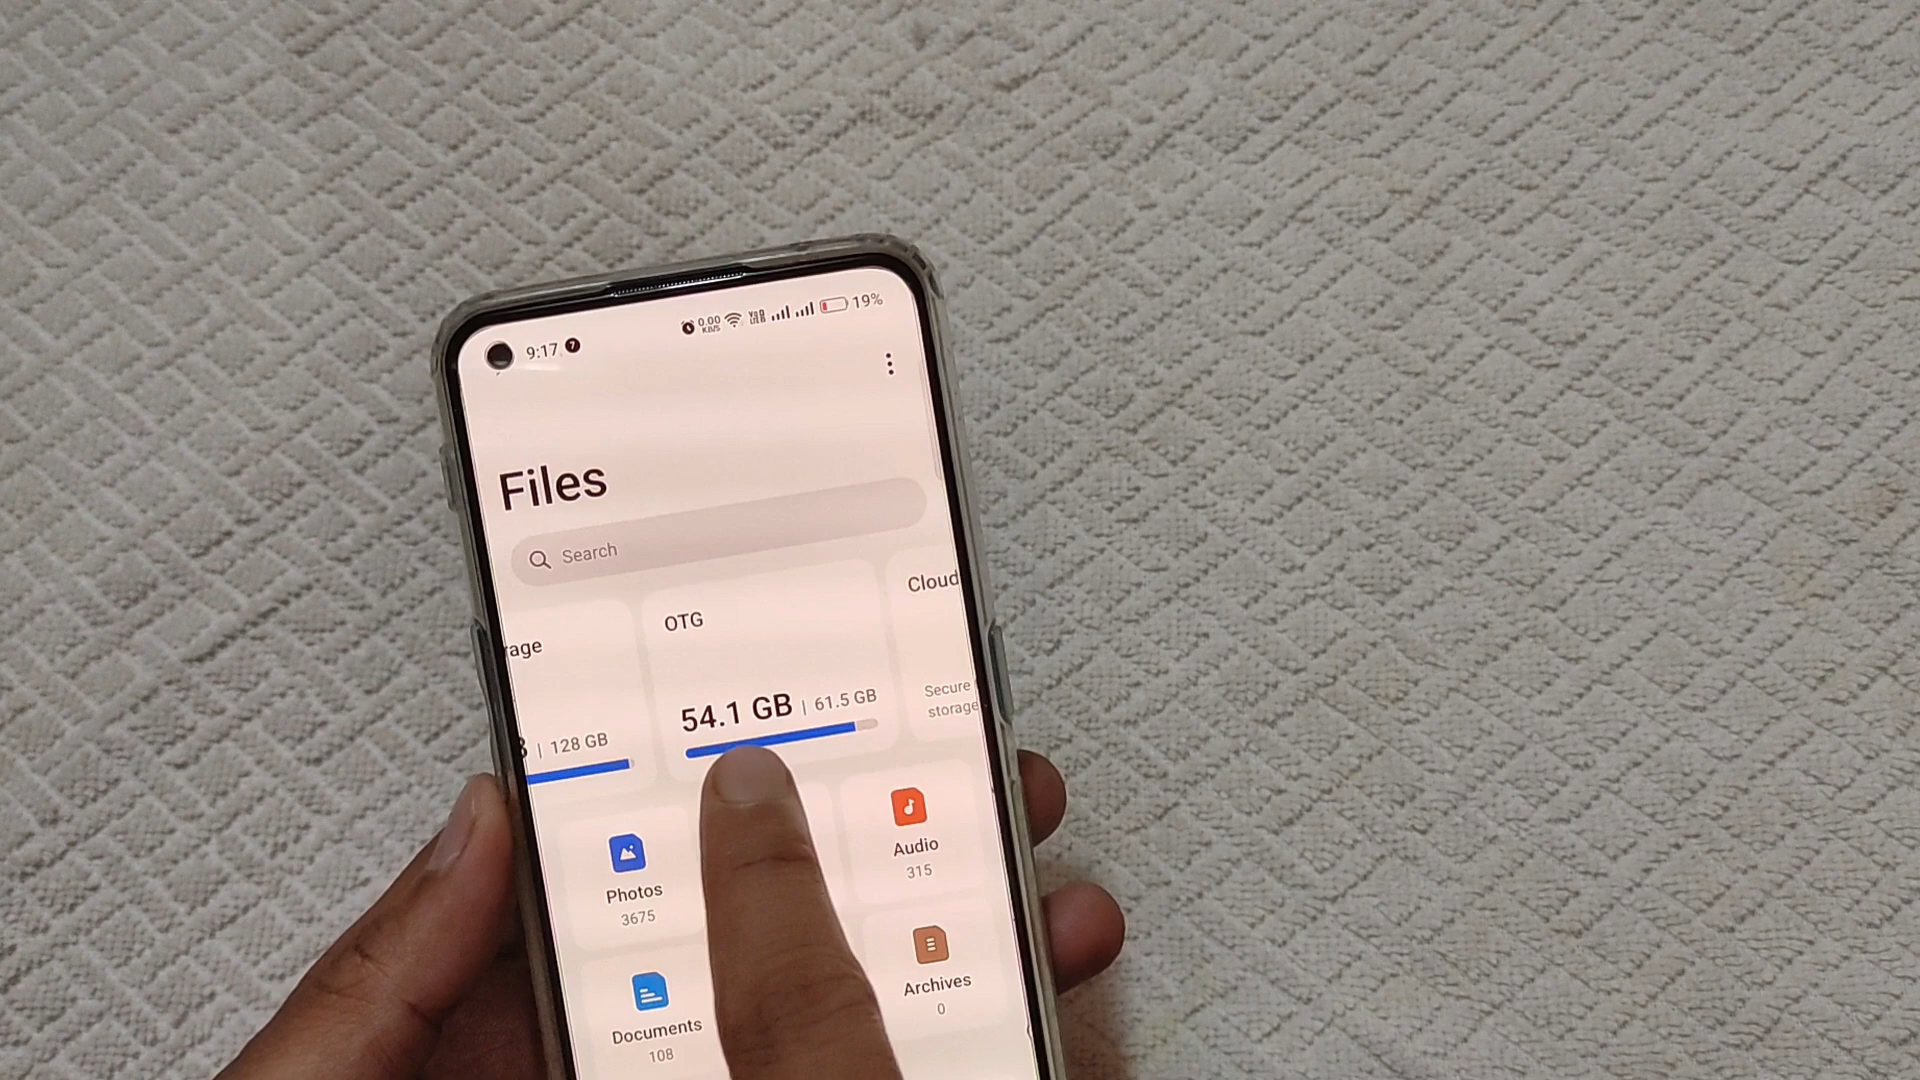 9:17
0.00
KB/S
19%
Files
Search
rage
| 128 GB
OTG
54.1 GB | 61.5 GB
Cloud
Secure
storage
Photos
3675
Audio
315
Documents
108
Archives
0